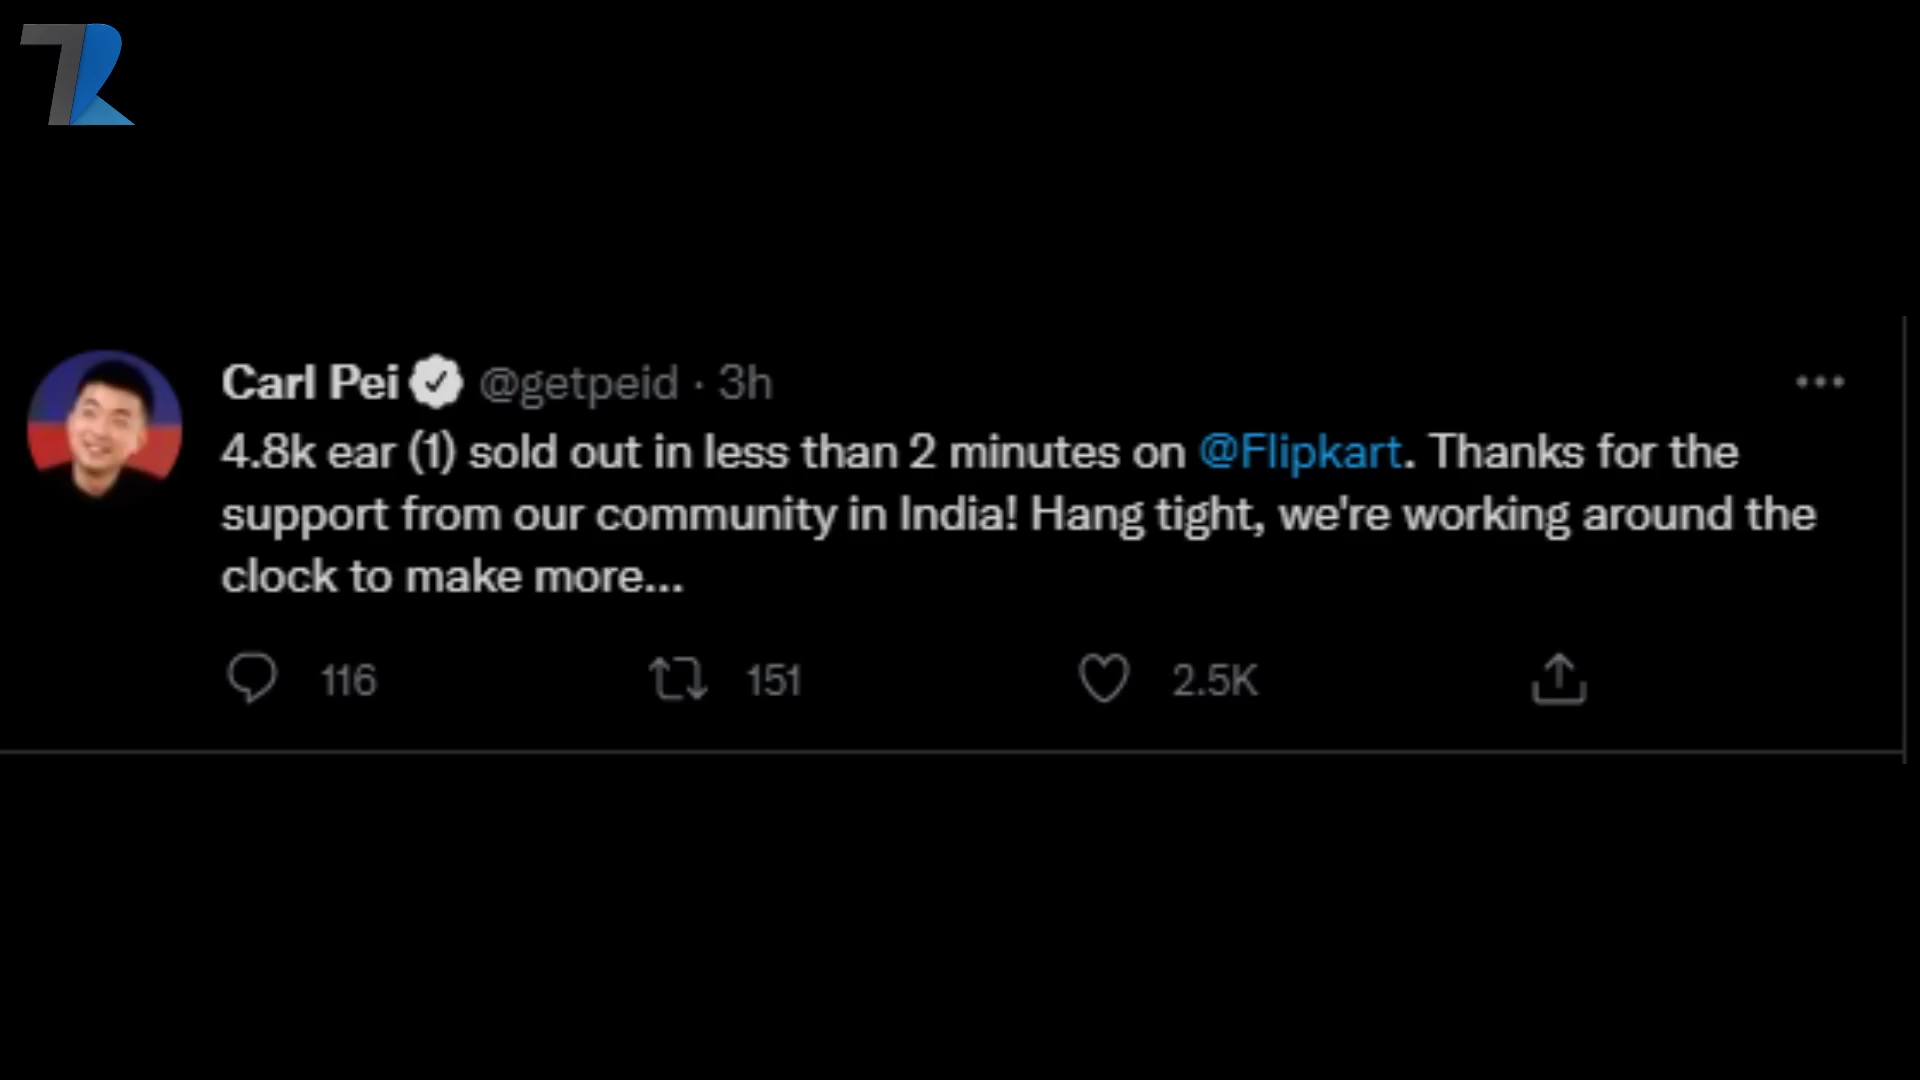 TR
Carl Pei @getpeid · 3h
4.8k ear (1) sold out in less than 2 minutes on @Flipkart. Thanks for the
support from our community in India! Hang tight, we're working around the
clock to make more...
116 151 2.5K